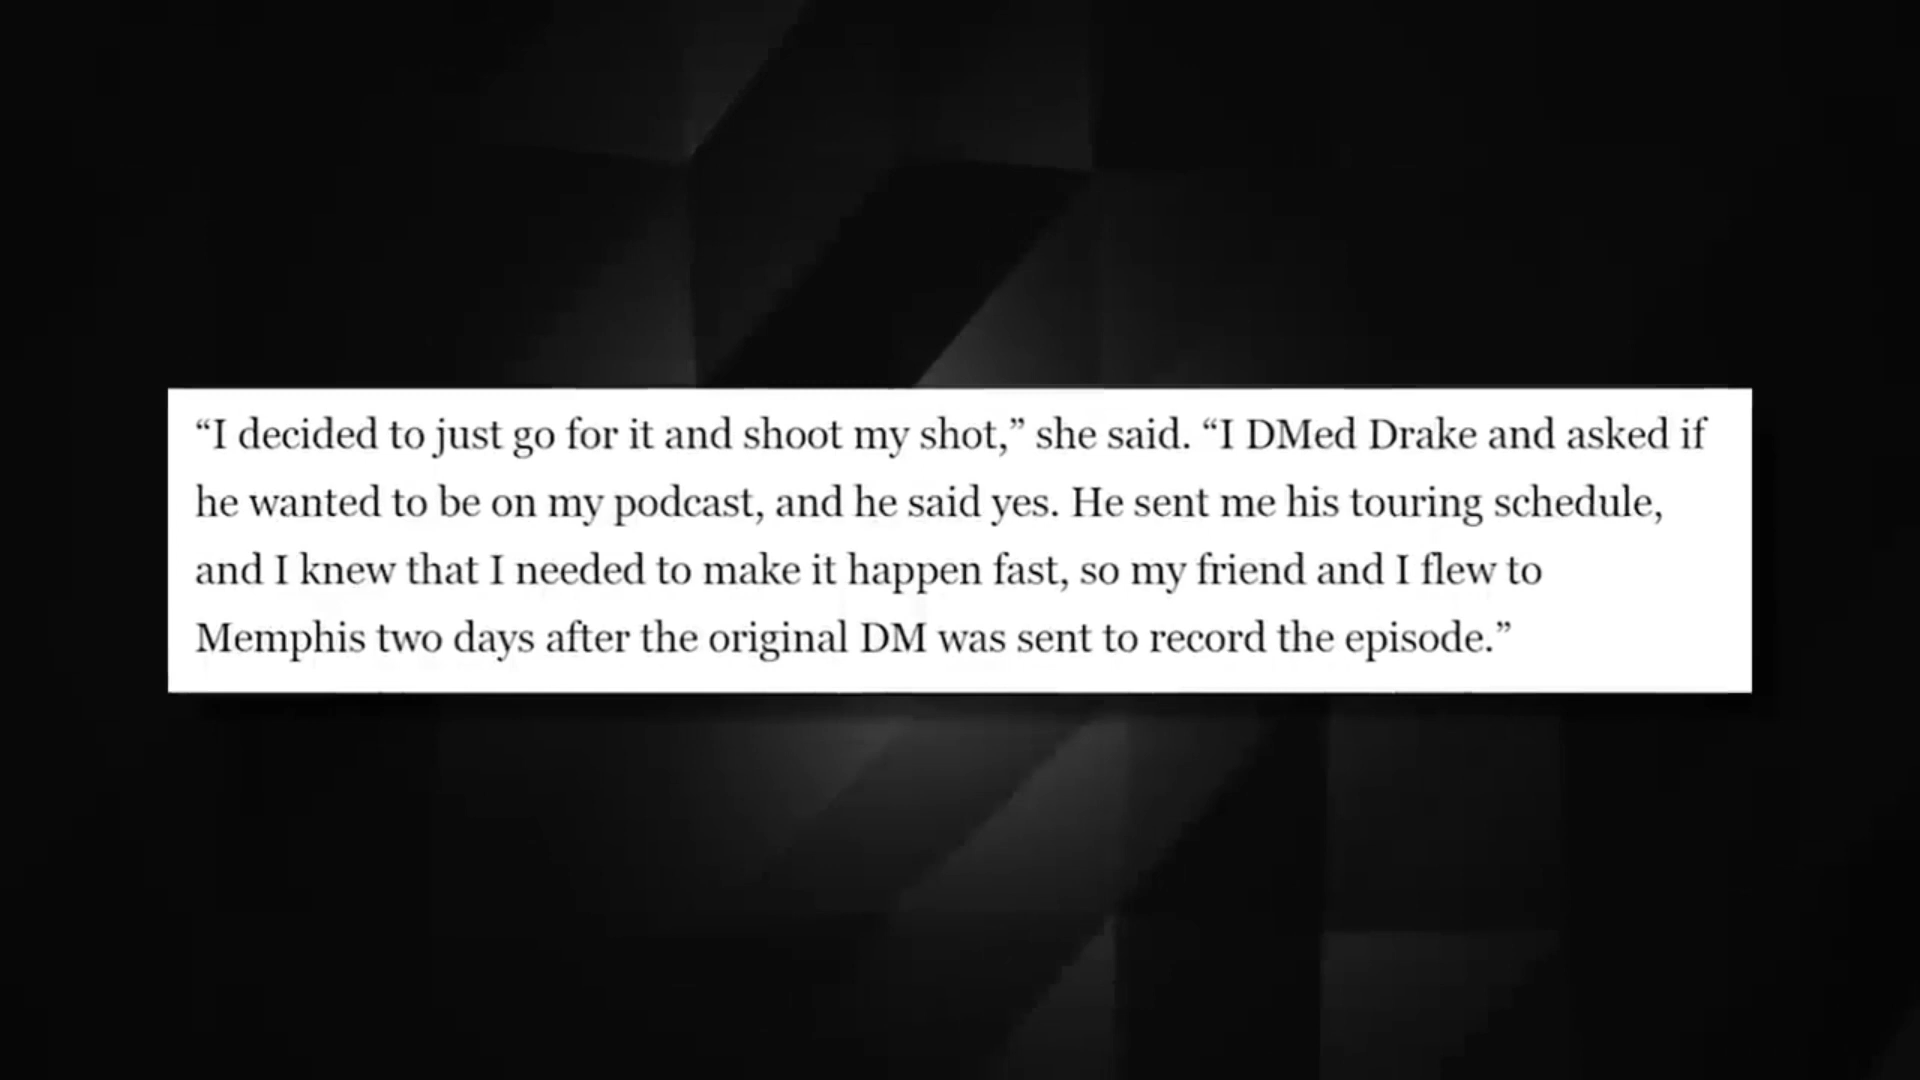 “I decided to just go for it and shoot my shot,” she said. “I DMed Drake and asked if
he wanted to be on my podcast, and he said yes. He sent me his touring schedule,
and I knew that I needed to make it happen fast, so my friend and I flew to
Memphis two days after the original DM was sent to record the episode.”